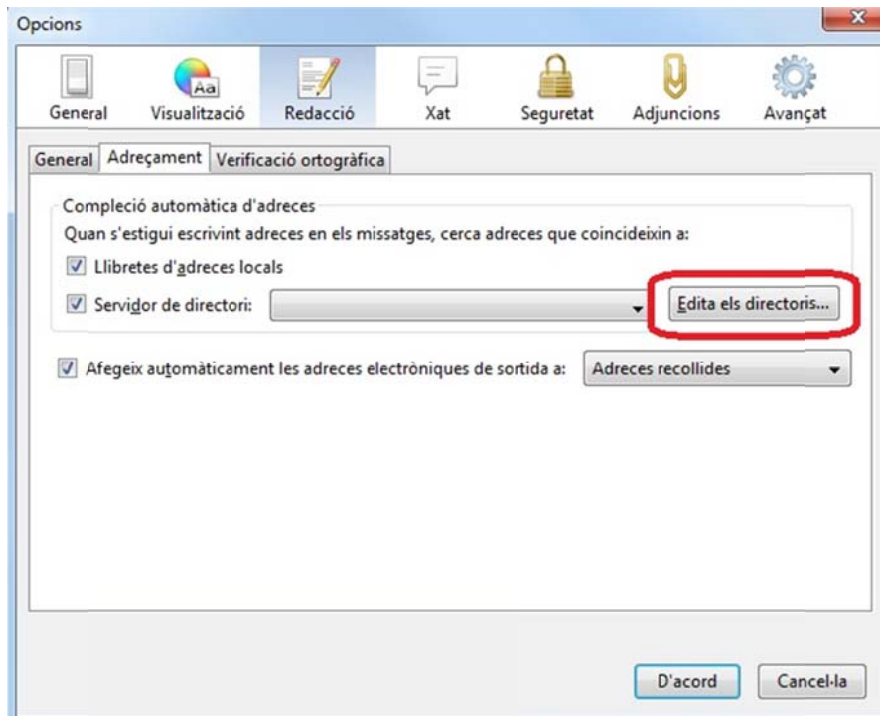 Opcions
General Visualització Redacció Xat Seguretat Adjuncions Avançat
General Adreçament Verificació ortogràfica
Compleció automàtica d'adreces
Quan s'estigui escrivint adreces en els missatges, cerca adreces que coincideixin a:
Llibretes d'adreces locals
Servidor de directori: Edita els directoris...
Afegeix automàticament les adreces electròniques de sortida a: Adreces recollides
D'acord Cancel·la